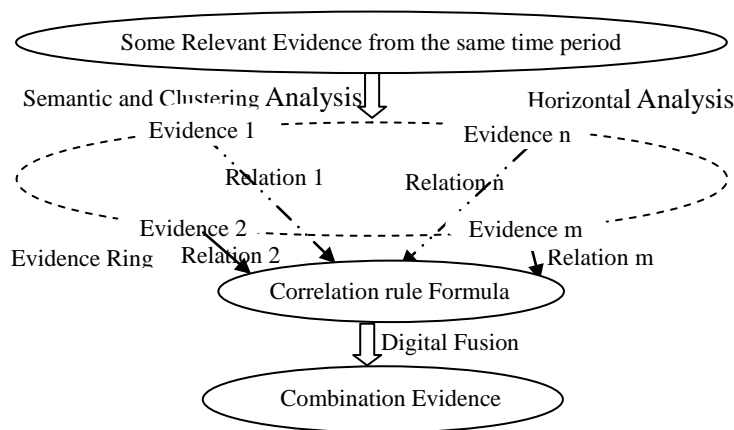 Some Relevant Evidence from the same time period
Semantic and Clustering Analysis
Horizontal Analysis
Evidence 1
Evidence n
Relation 1
Relation n
Evidence 2
Evidence m
Evidence Ring
Relation 2
Relation m
Correlation rule Formula
Digital Fusion
Combination Evidence